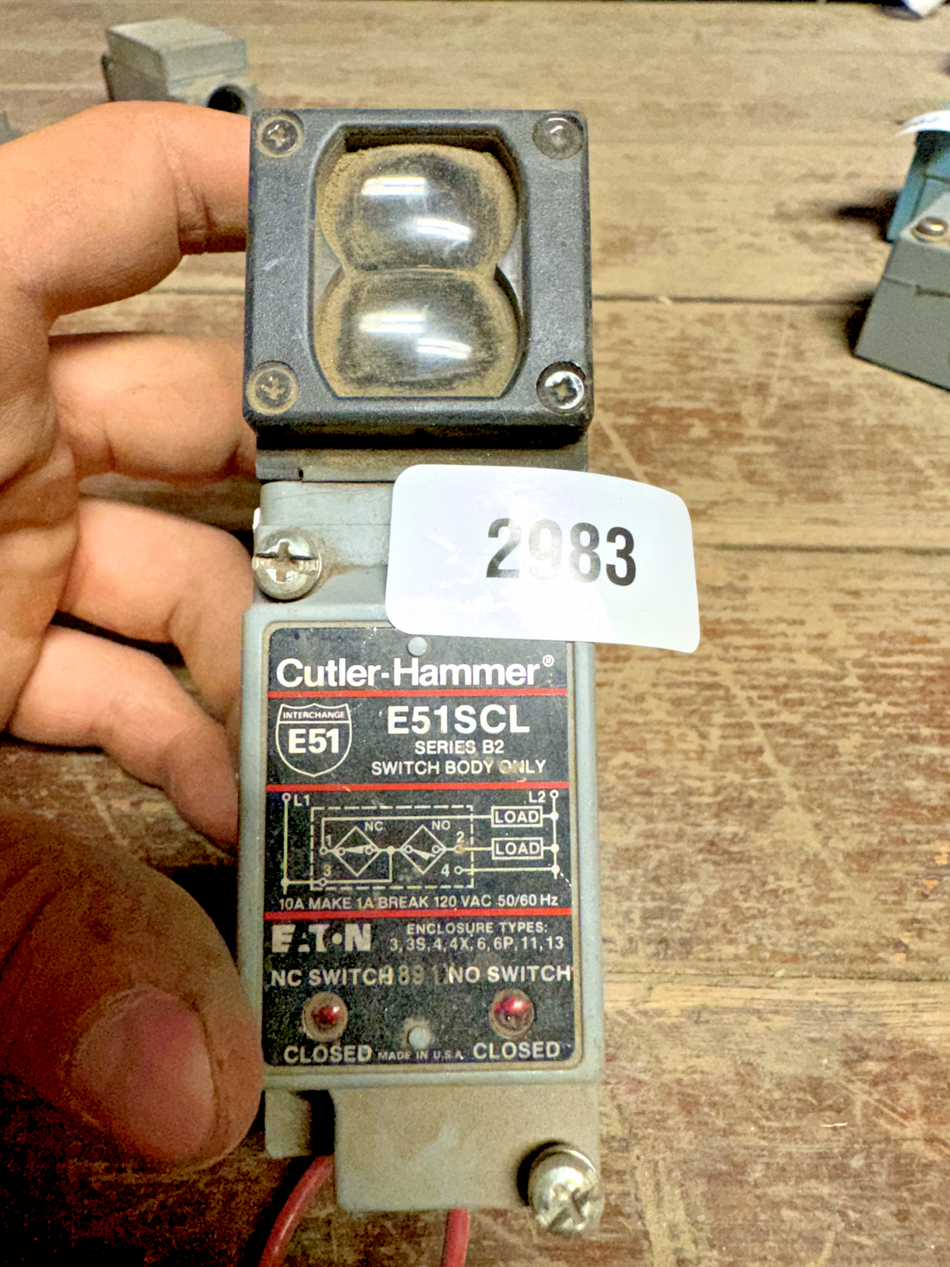 2983
Cutler-Hammer®
INTERCHANGE
E51
E51SCL
SERIES B2
SWITCH BODY ONLY
L1
L2
LOAD
NC
NO
1
2
LOAD
3
4
10A MAKE 1A BREAK 120 VAC 50/60 Hz
EATON
ENCLOSURE TYPES:
3, 3S, 4, 4X, 6, 6P, 11, 13
NC SWITCH
NO SWITCH
CLOSED
MADE IN U.S.A.
CLOSED